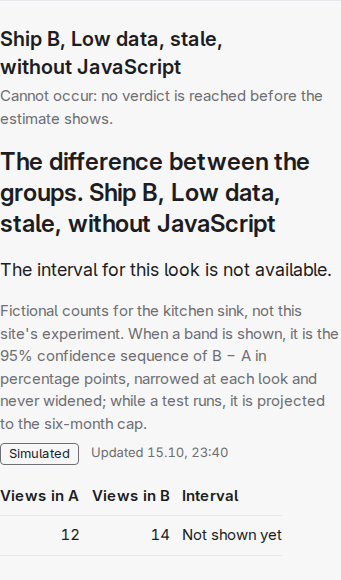 Ship B, Low data, stale,
without JavaScript
Cannot occur: no verdict is reached before the
estimate shows.
The difference between the
groups. Ship B, Low data,
stale, without JavaScript
The interval for this look is not available.
Fictional counts for the kitchen sink, not this
site's experiment. When a band is shown, it is the
95% confidence sequence of B − A in
percentage points, narrowed at each look and
never widened; while a test runs, it is projected
to the six-month cap.
Simulated Updated 15.10, 23:40
Views in A Views in B Interval
12 14 Not shown yet